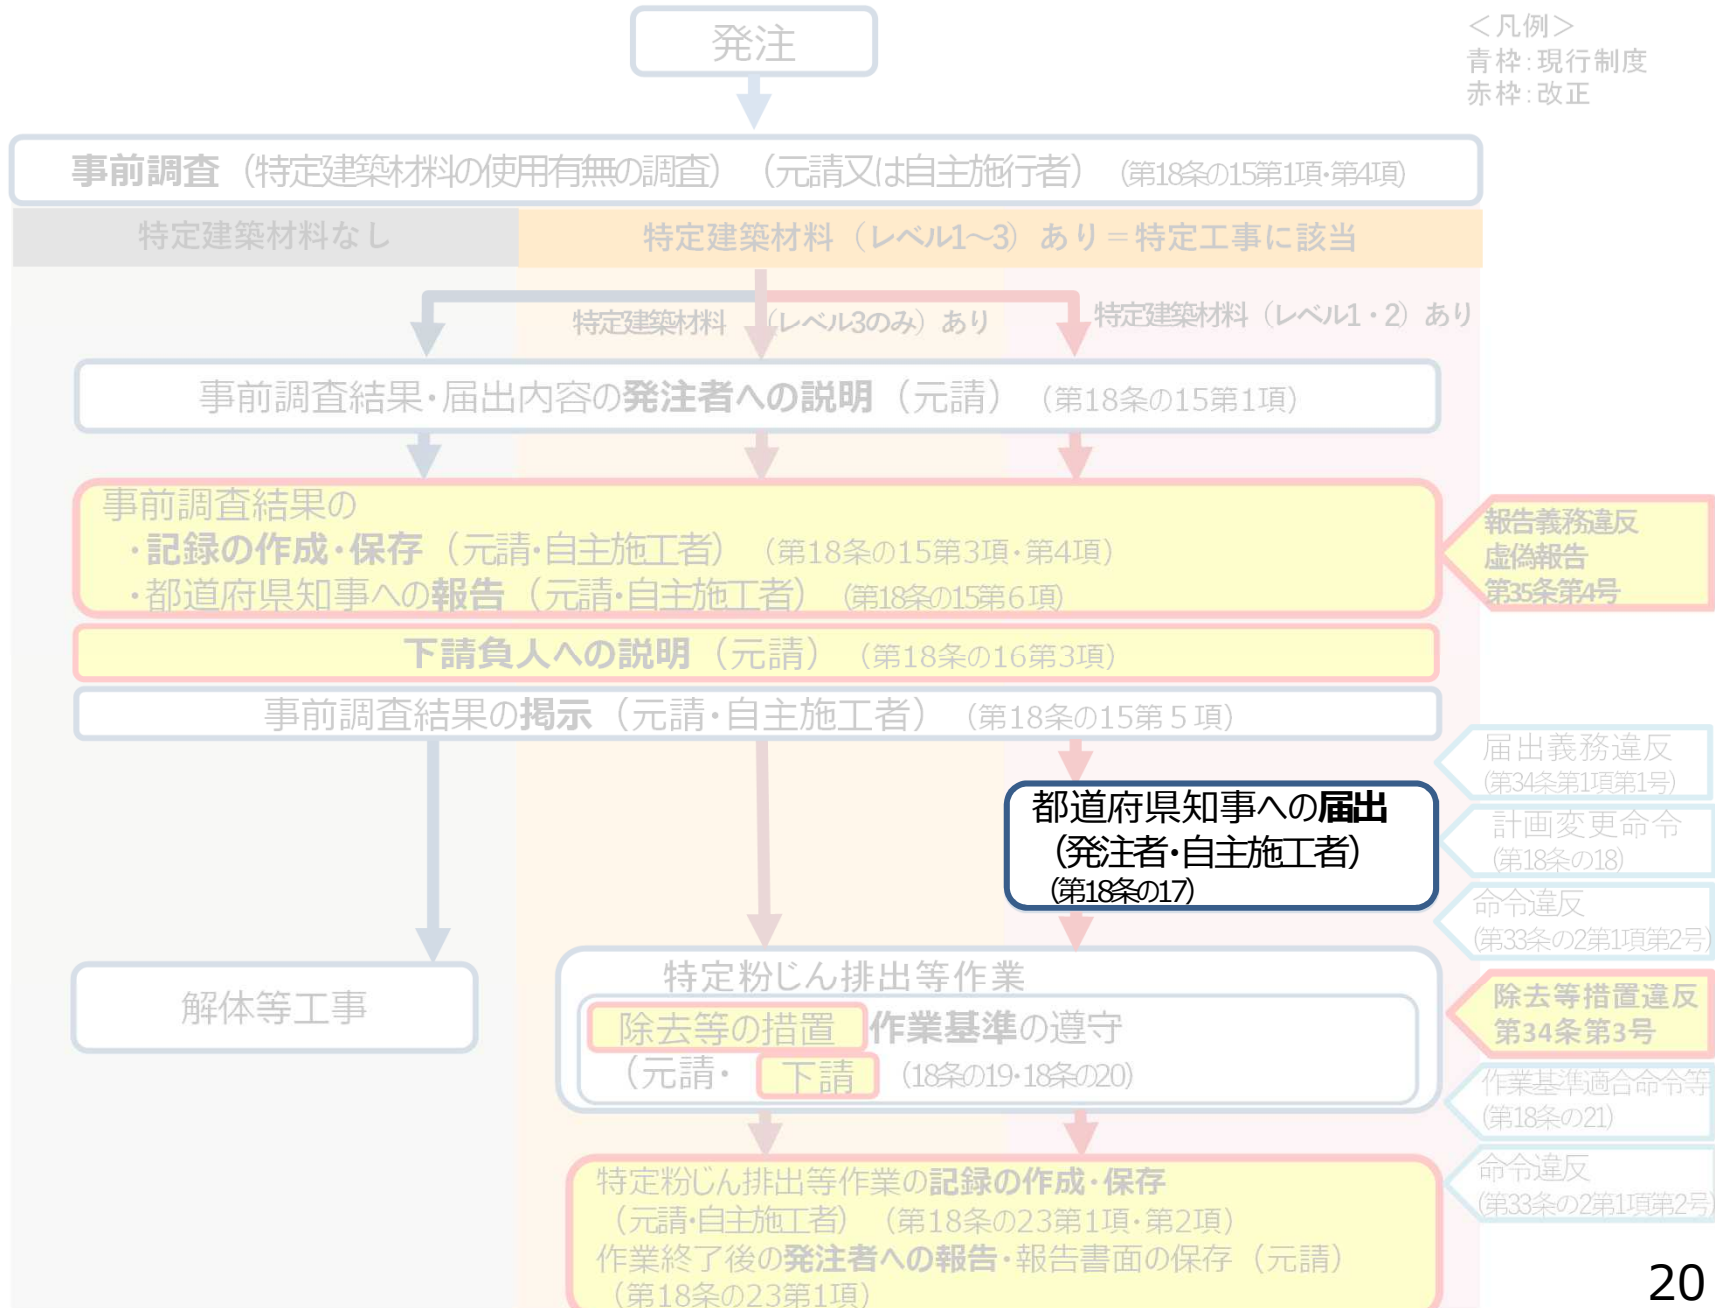 発注
＜凡例＞
青枠：現行制度
赤枠：改正
事前調査（特定建築材料の使用有無の調査）（元請又は自主施行者）（第18条の15第1項・第4項）
特定建築材料なし
特定建築材料（レベル1～3）あり＝特定工事に該当
特定建築材料（レベル3のみ）あり
特定建築材料（レベル1・2）あり
事前調査結果・届出内容の発注者への説明（元請）（第18条の15第1項）
事前調査結果の
・記録の作成・保存（元請・自主施工者）（第18条の15第3項・第4項）
・都道府県知事への報告（元請・自主施工者）（第18条の15第６項）
報告義務違反
虚偽報告
第35条第4号
下請負人への説明（元請）（第18条の16第3項）
事前調査結果の掲示（元請・自主施工者）（第18条の15第５項）
届出義務違反
(第34条第1項第1号)
都道府県知事への届出
（発注者・自主施工者）
（第18条の17）
計画変更命令
(第18条の18)
命令違反
(第33条の2第1項第2号)
解体等工事
特定粉じん排出等作業
除去等の措置 作業基準の遵守
（元請・ 下請 （18条の19・18条の20）
除去等措置違反
第34条第3号
作業基準適合命令等
(第18条の21)
命令違反
(第33条の2第1項第2号)
特定粉じん排出等作業の記録の作成・保存
（元請・自主施工者）（第18条の23第1項・第2項）
作業終了後の発注者への報告・報告書面の保存（元請）
（第18条の23第1項）
20